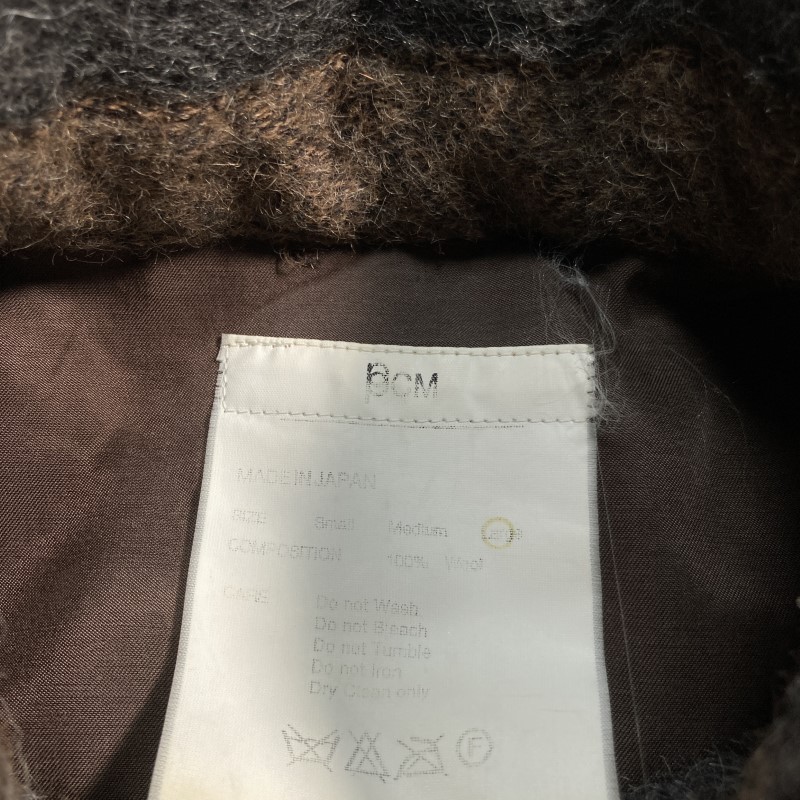 BCM
MADE IN JAPAN
SIZE Small Medium Large
COMPOSITION 100% Wool
CARE Do not Wash
Do not Bleach
Do not Tumble
Do not Iron
Dry Clean only
F